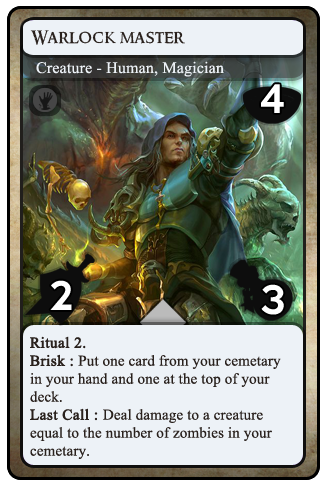 Warlock master
Creature - Human, Magician
4
2
3
Ritual 2.
Brisk : Put one card from your cemetary
in your hand and one at the top of your
deck.
Last Call : Deal damage to a creature
equal to the number of zombies in your
cemetary.